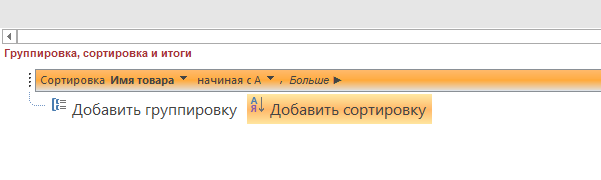 Группировка, сортировка и итоги
Сортировка Имя товара начиная с А , Больше
Добавить группировку А Я Добавить сортировку